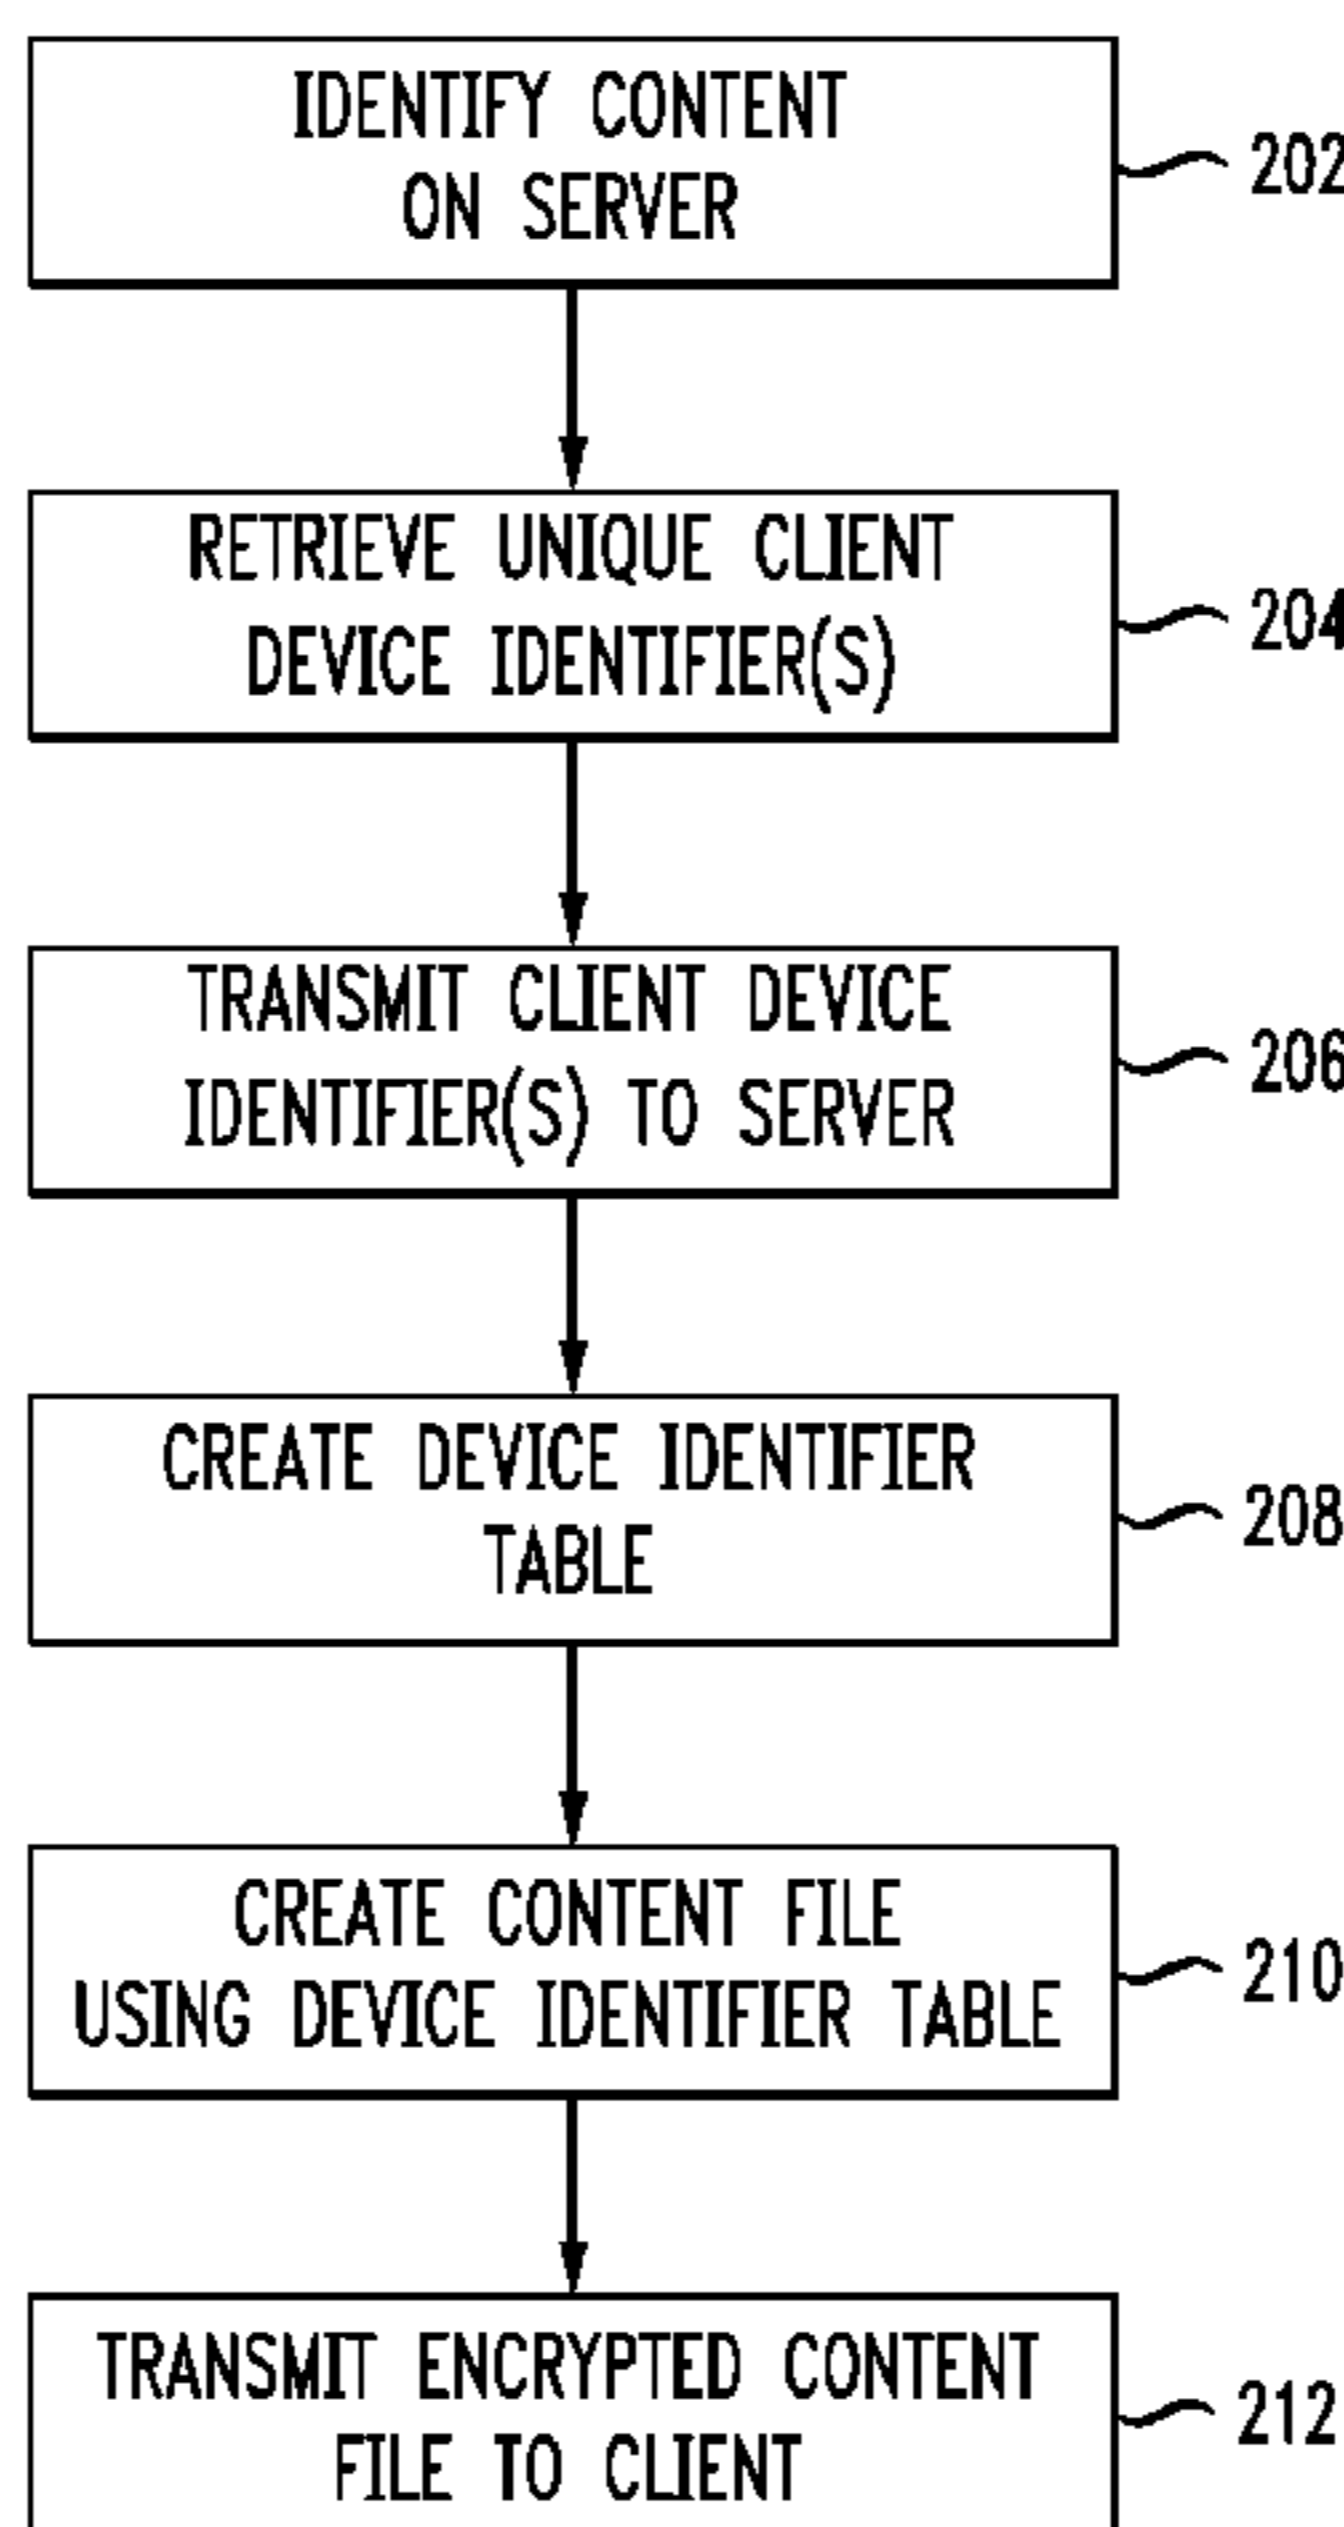 IDENTIFY CONTENT
ON SERVER
202
RETRIEVE UNIQUE CLIENT
DEVICE IDENTIFIER(S)
204
TRANSMIT CLIENT DEVICE
IDENTIFIER(S) TO SERVER
206
CREATE DEVICE IDENTIFIER
TABLE
208
CREATE CONTENT FILE
USING DEVICE IDENTIFIER TABLE
210
TRANSMIT ENCRYPTED CONTENT
FILE TO CLIENT
212